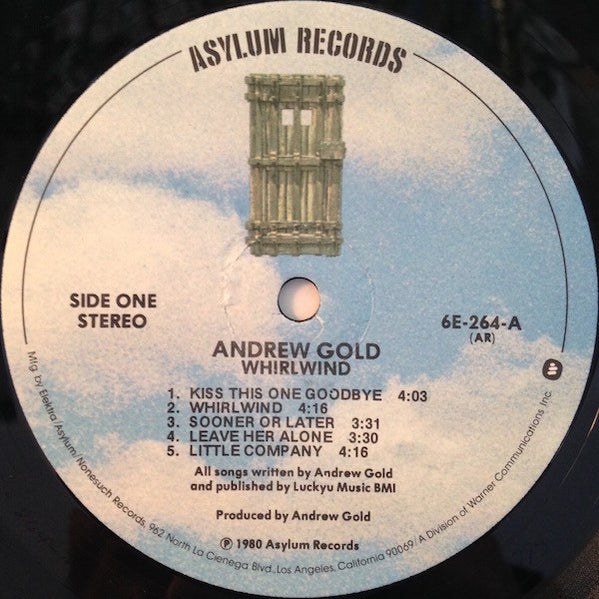 ASYLUM RECORDS
SIDE ONE
STEREO
6E-264-A
(AR)
ANDREW GOLD
WHIRLWIND
1. KISS THIS ONE GOODBYE 4:03
2. WHIRLWIND 4:16
3. SOONER OR LATER 3:31
4. LEAVE HER ALONE 3:30
5. LITTLE COMPANY 4:16
All songs written by Andrew Gold
and published by Luckyu Music BMI
Produced by Andrew Gold
℗ 1980 Asylum Records
Mfg. by Elektra/Asylum/Nonesuch Records, 962 North La Cienega Blvd., Los Angeles, California 90069/A Division of Warner Communications Inc.